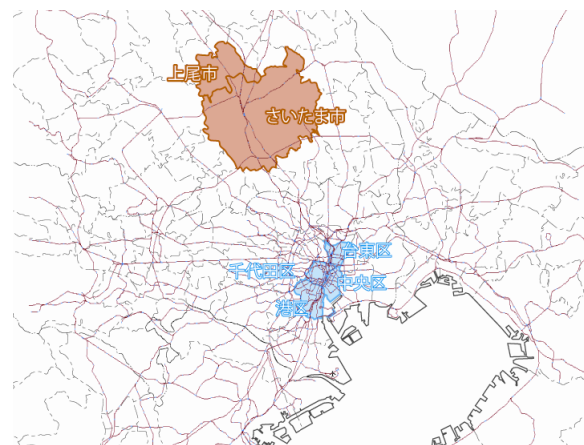 上尾市
さいたま市
台東区
千代田区
中央区
港区